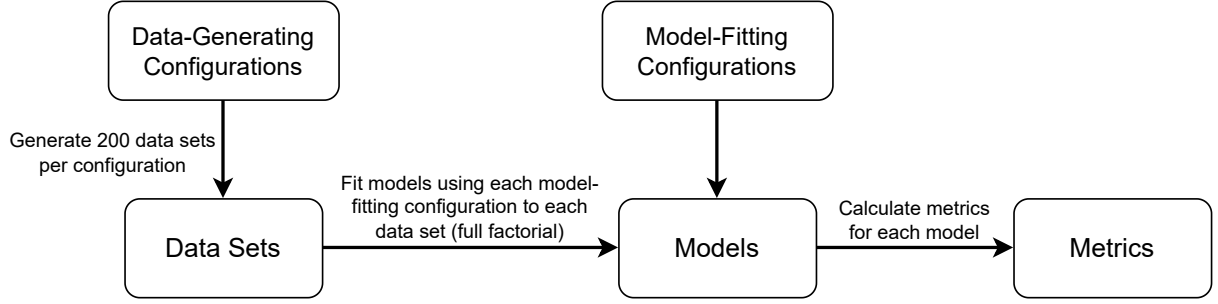 Data-Generating
Configurations
Model-Fitting
Configurations
Generate 200 data sets
per configuration
Fit models using each model-
fitting configuration to each
data set (full factorial)
Calculate metrics
for each model
Data Sets
Models
Metrics